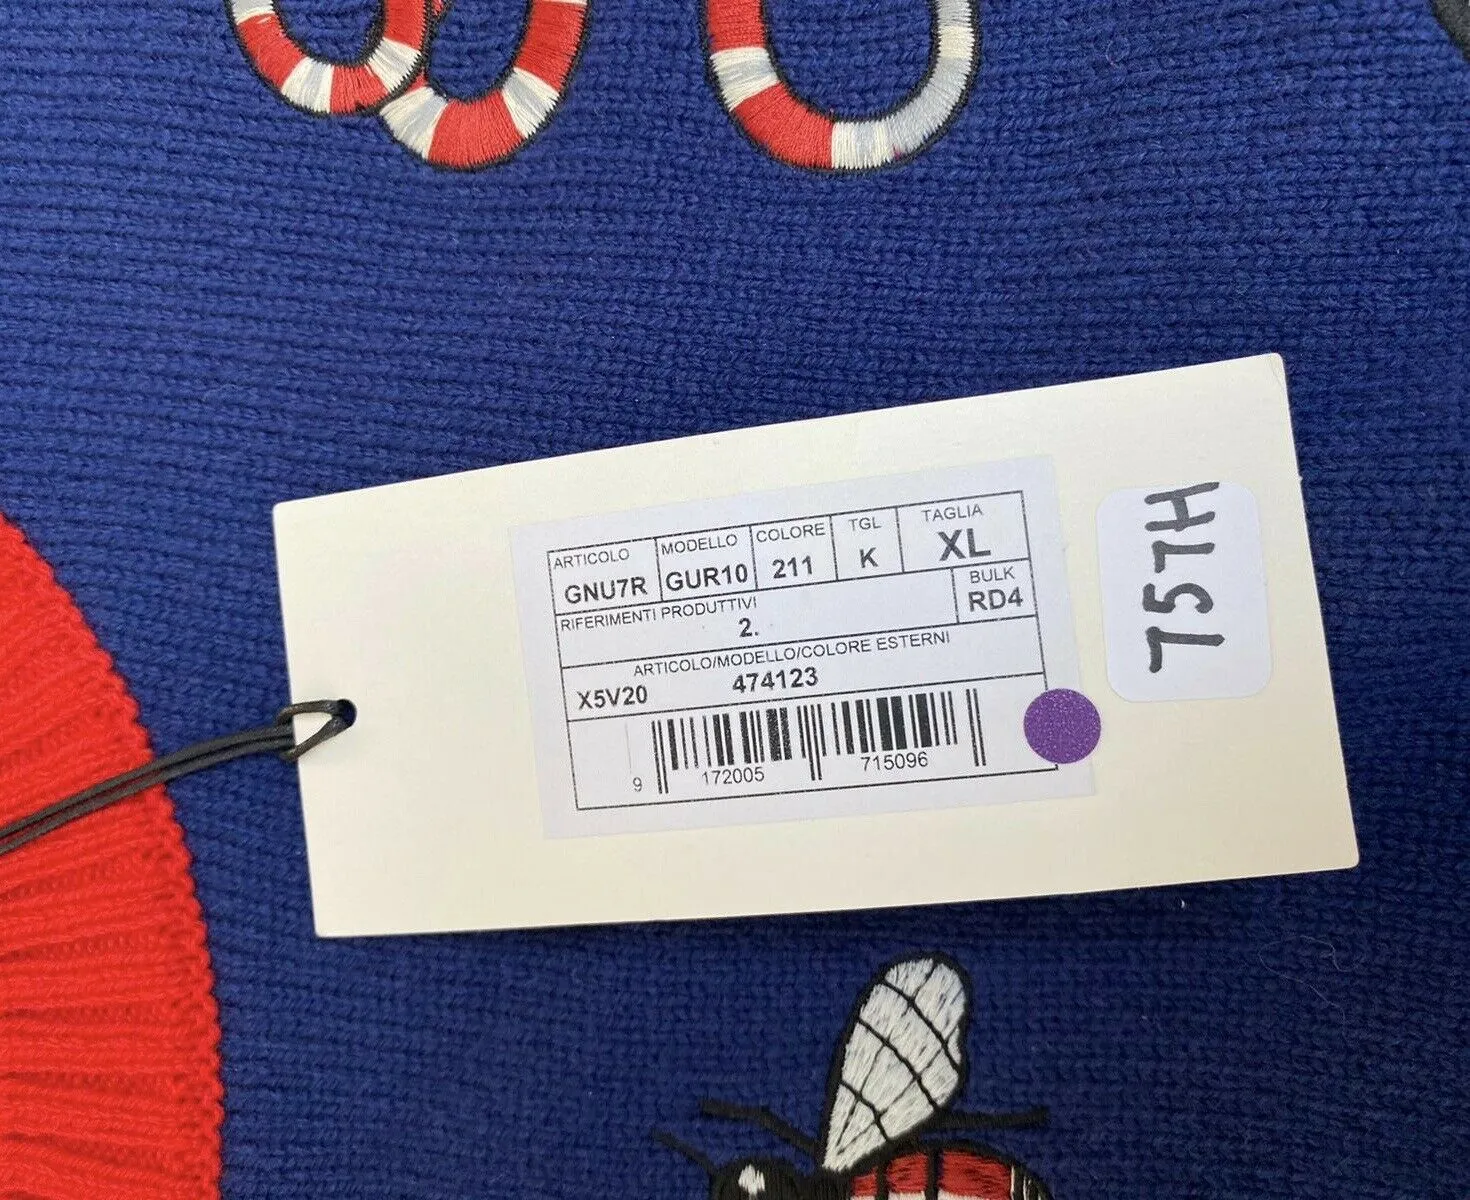 ARTICOLO MODELLO COLORE TGL TAGLIA
GNU7R GUR10 211 K XL
RIFERIMENTI PRODUTTIVI BULK
2. RD4
ARTICOLO/MODELLO/COLORE ESTERNI
X5V20 474123
9 172005 715096
757H